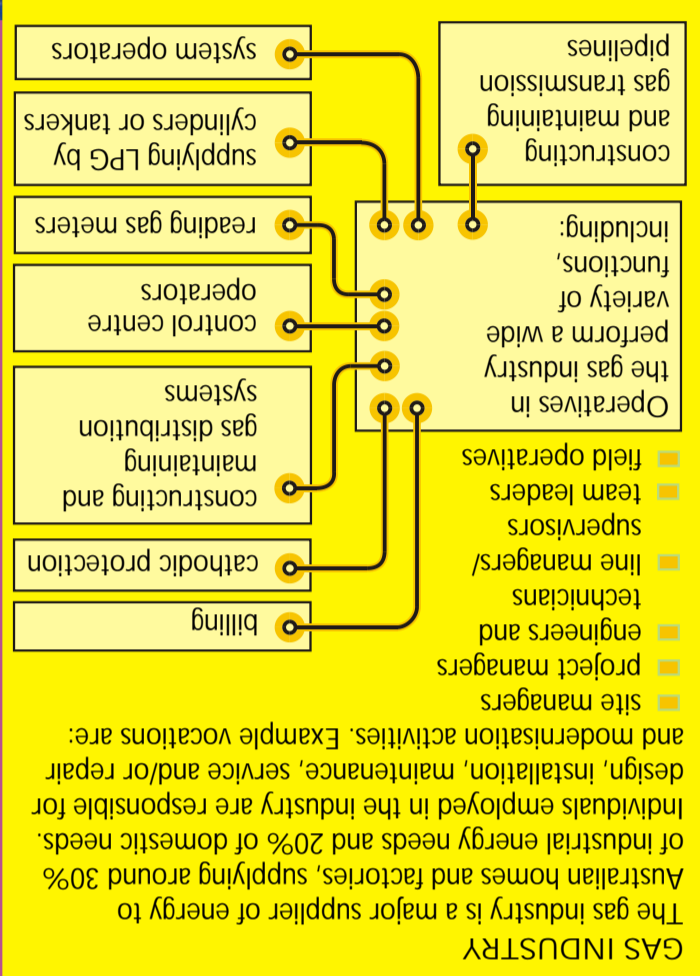 GAS INDUSTRY
The gas industry is a major supplier of energy to
Australian homes and factories, supplying around 30%
of industrial energy needs and 20% of domestic needs.
Individuals employed in the industry are responsible for
design, installation, maintenance, service and/or repair
and modernisation activities. Example vocations are:
site managers
project managers
engineers and
technicians
line managers/
supervisors
team leaders
field operatives
Operatives in
the gas industry
perform a wide
variety of
functions,
including:
billing
cathodic protection
constructing and
maintaining
gas distribution
systems
control centre
operators
reading gas meters
supplying LPG by
cylinders or tankers
system operators
constructing
and maintaining
gas transmission
pipelines